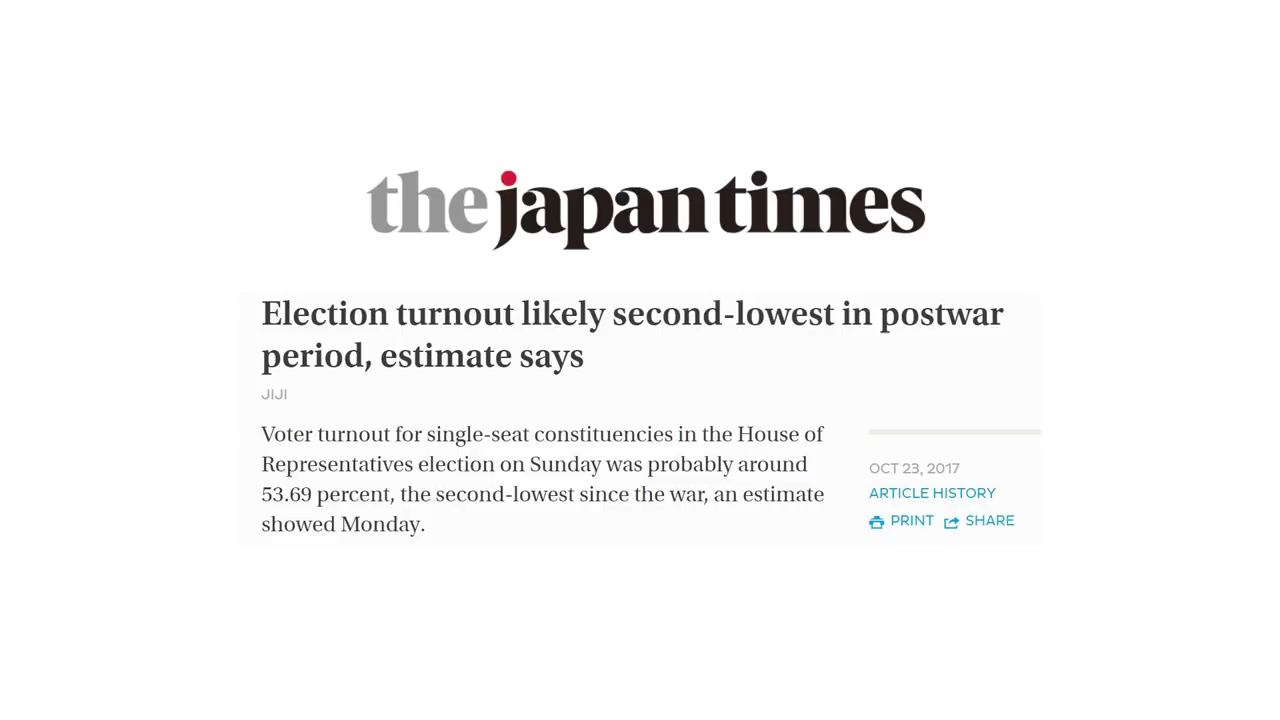 the japan times
Election turnout likely second-lowest in postwar
period, estimate says
JIJI
Voter turnout for single-seat constituencies in the House of
Representatives election on Sunday was probably around
53.69 percent, the second-lowest since the war, an estimate
showed Monday.
OCT 23, 2017
ARTICLE HISTORY
PRINT SHARE